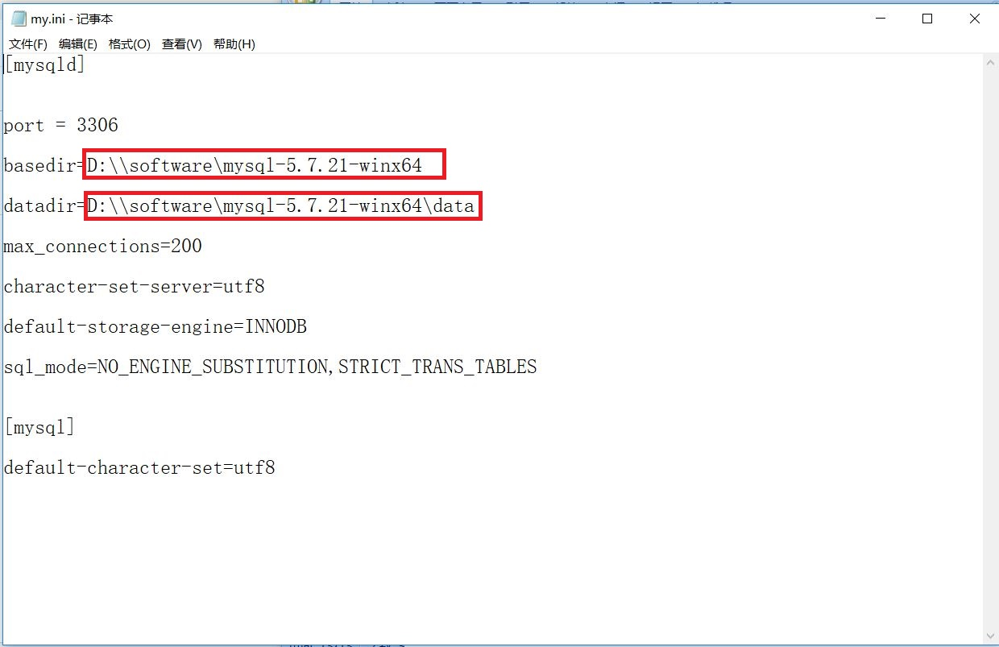 my.ini - 记事本
文件(F) 编辑(E) 格式(O) 查看(V) 帮助(H)
[mysqld]
port = 3306
basedir=D:\\software\mysql-5.7.21-winx64
datadir=D:\\software\mysql-5.7.21-winx64\data
max_connections=200
character-set-server=utf8
default-storage-engine=INNODB
sql_mode=NO_ENGINE_SUBSTITUTION,STRICT_TRANS_TABLES
[mysql]
default-character-set=utf8